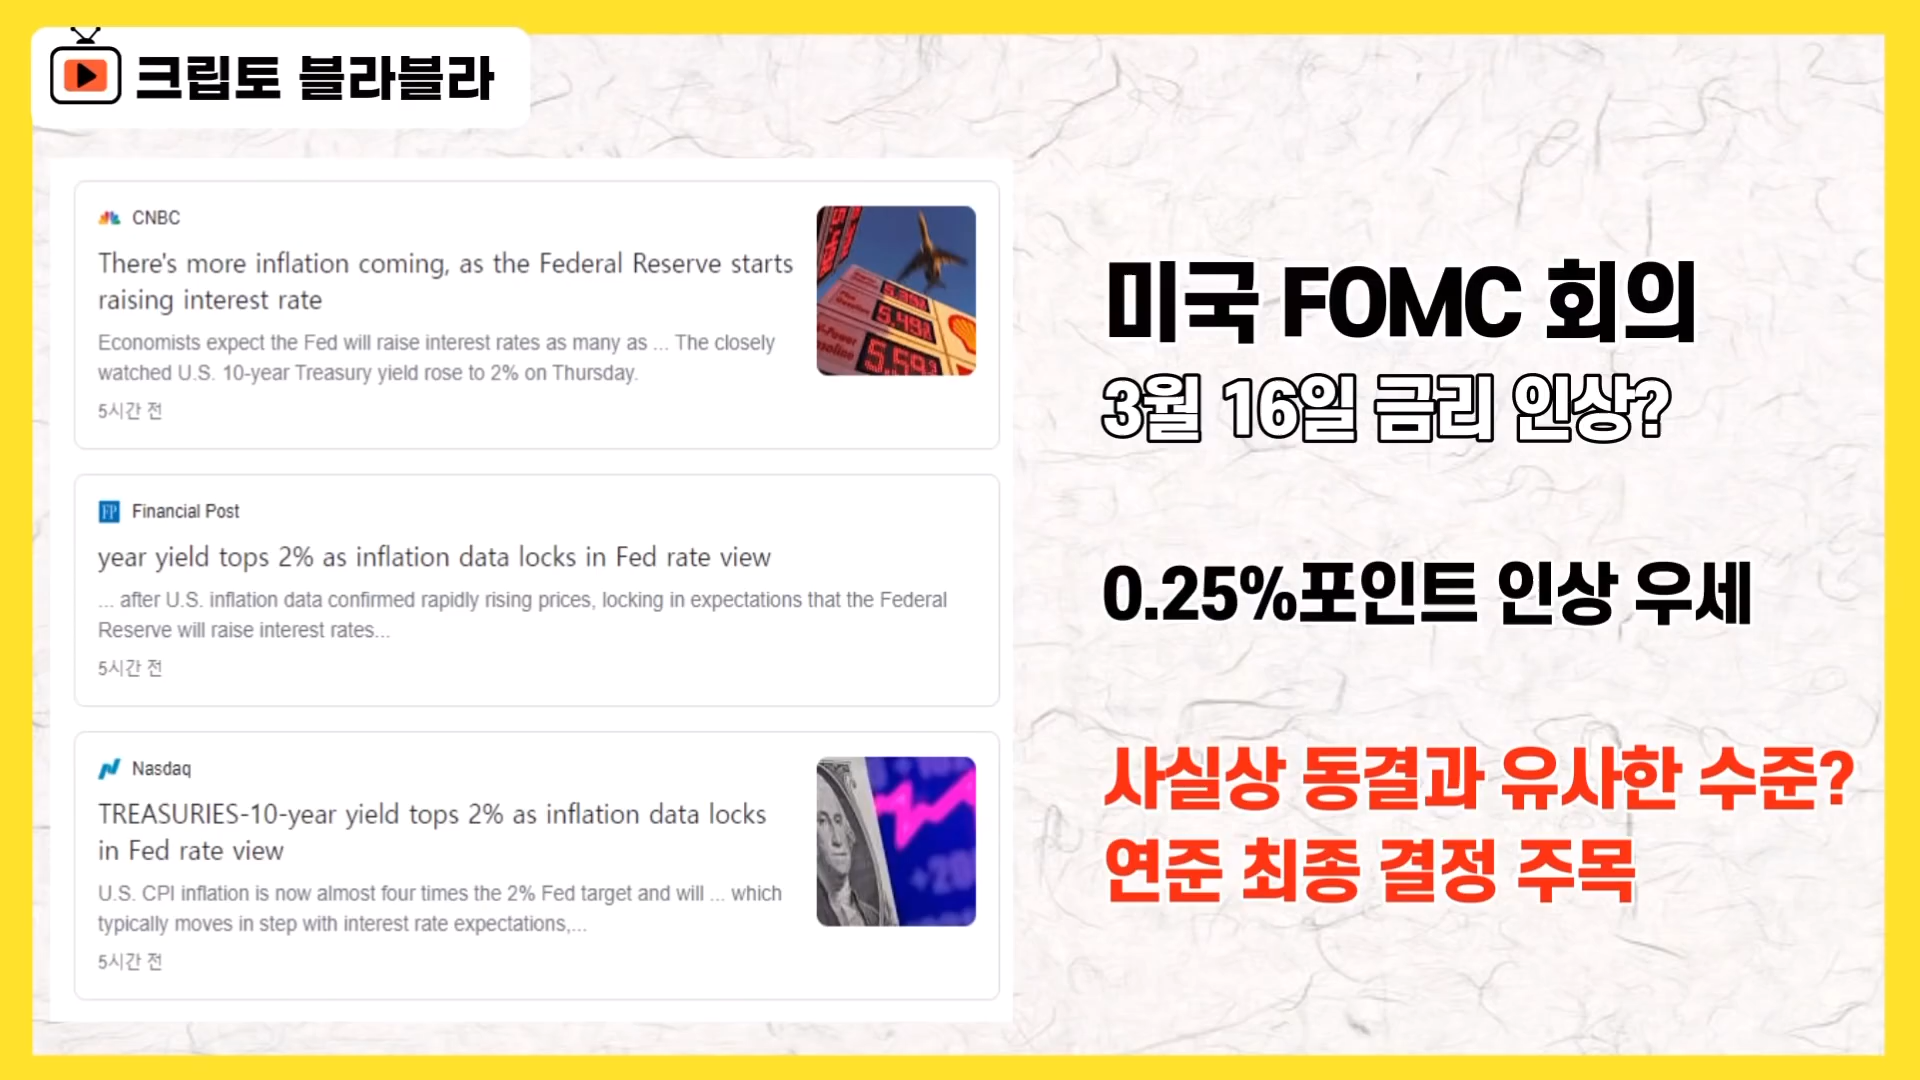 크립토 블라블라
CNBC
There's more inflation coming, as the Federal Reserve starts
raising interest rate
Economists expect the Fed will raise interest rates as many as ... The closely
watched U.S. 10-year Treasury yield rose to 2% on Thursday.
5시간 전
Financial Post
year yield tops 2% as inflation data locks in Fed rate view
... after U.S. inflation data confirmed rapidly rising prices, locking in expectations that the Federal
Reserve will raise interest rates...
5시간 전
Nasdaq
TREASURIES-10-year yield tops 2% as inflation data locks
in Fed rate view
U.S. CPI inflation is now almost four times the 2% Fed target and will ... which
typically moves in step with interest rate expectations,...
5시간 전
미국 FOMC 회의
3월 16일 금리 인상?
0.25%포인트 인상 우세
사실상 동결과 유사한 수준?
연준 최종 결정 주목